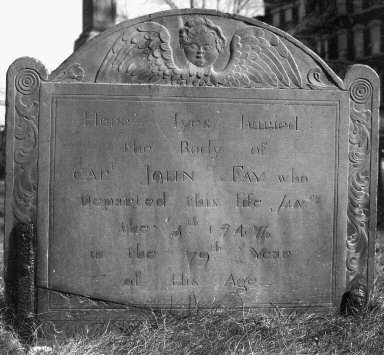 Here lyes buried
the Body of
CAPt JOHN FAY who
Departed this life JANry
the 5th 1747/8
in the 79th Year
of His Age